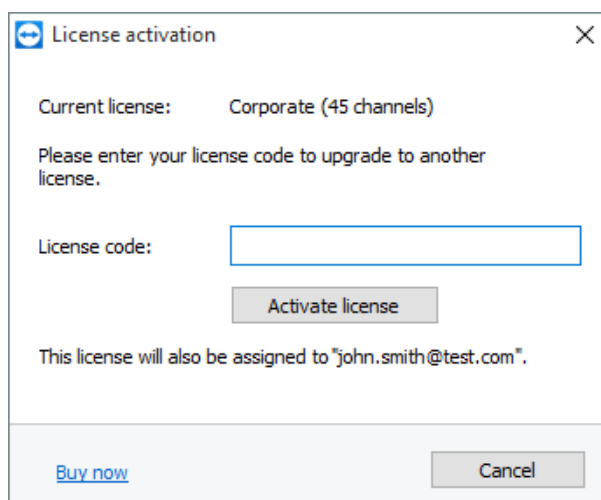 License activation
Current license: Corporate (45 channels)
Please enter your license code to upgrade to another
license.
License code:
Activate license
This license will also be assigned to "john.smith@test.com".
Buy now Cancel